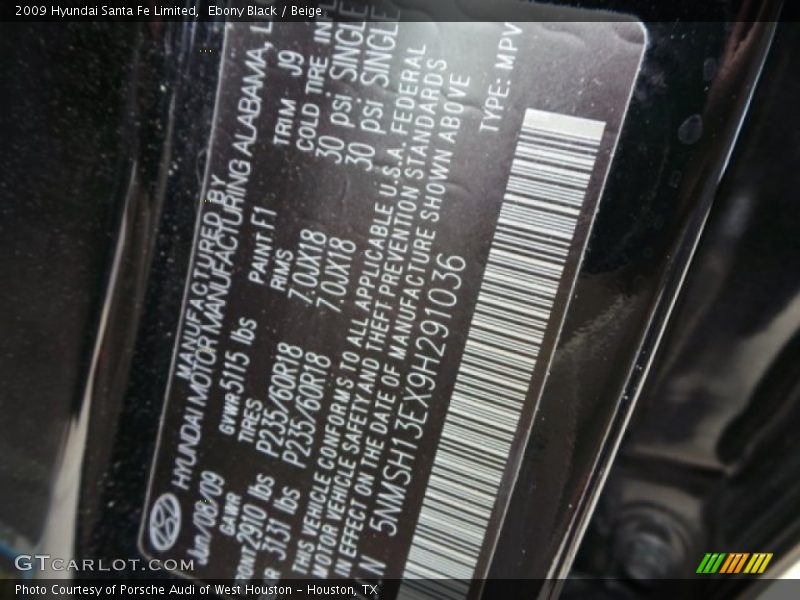 2009 Hyundai Santa Fe Limited, Ebony Black / Beige
MANUFACTURED BY
HYUNDAI MOTOR MANUFACTURING ALABAMA,
Jun/08/09 GVWR 5115 lbs PAINT F1 TRIM J9
GAWR TIRES RIMS COLD TIRE
2910 lbs P235/60R18 7.0JX18 30 psi SINGLE
3131 lbs P235/60R18 7.0JX18 30 psi SINGLE
THIS VEHICLE CONFORMS TO ALL APPLICABLE U.S.A. FEDERAL
MOTOR VEHICLE SAFETY AND THEFT PREVENTION STANDARDS
IN EFFECT ON THE DATE OF MANUFACTURE SHOWN ABOVE
5NMSH13EX9H291036 TYPE: MPV
GTCARLOT.COM
Photo Courtesy of Porsche Audi of West Houston - Houston, TX